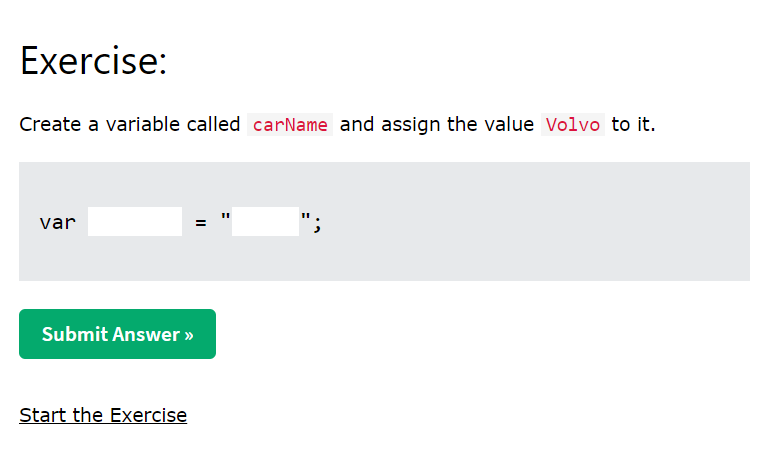 Exercise:
Create a variable called carName and assign the value Volvo to it.
var = "";
Submit Answer »
Start the Exercise